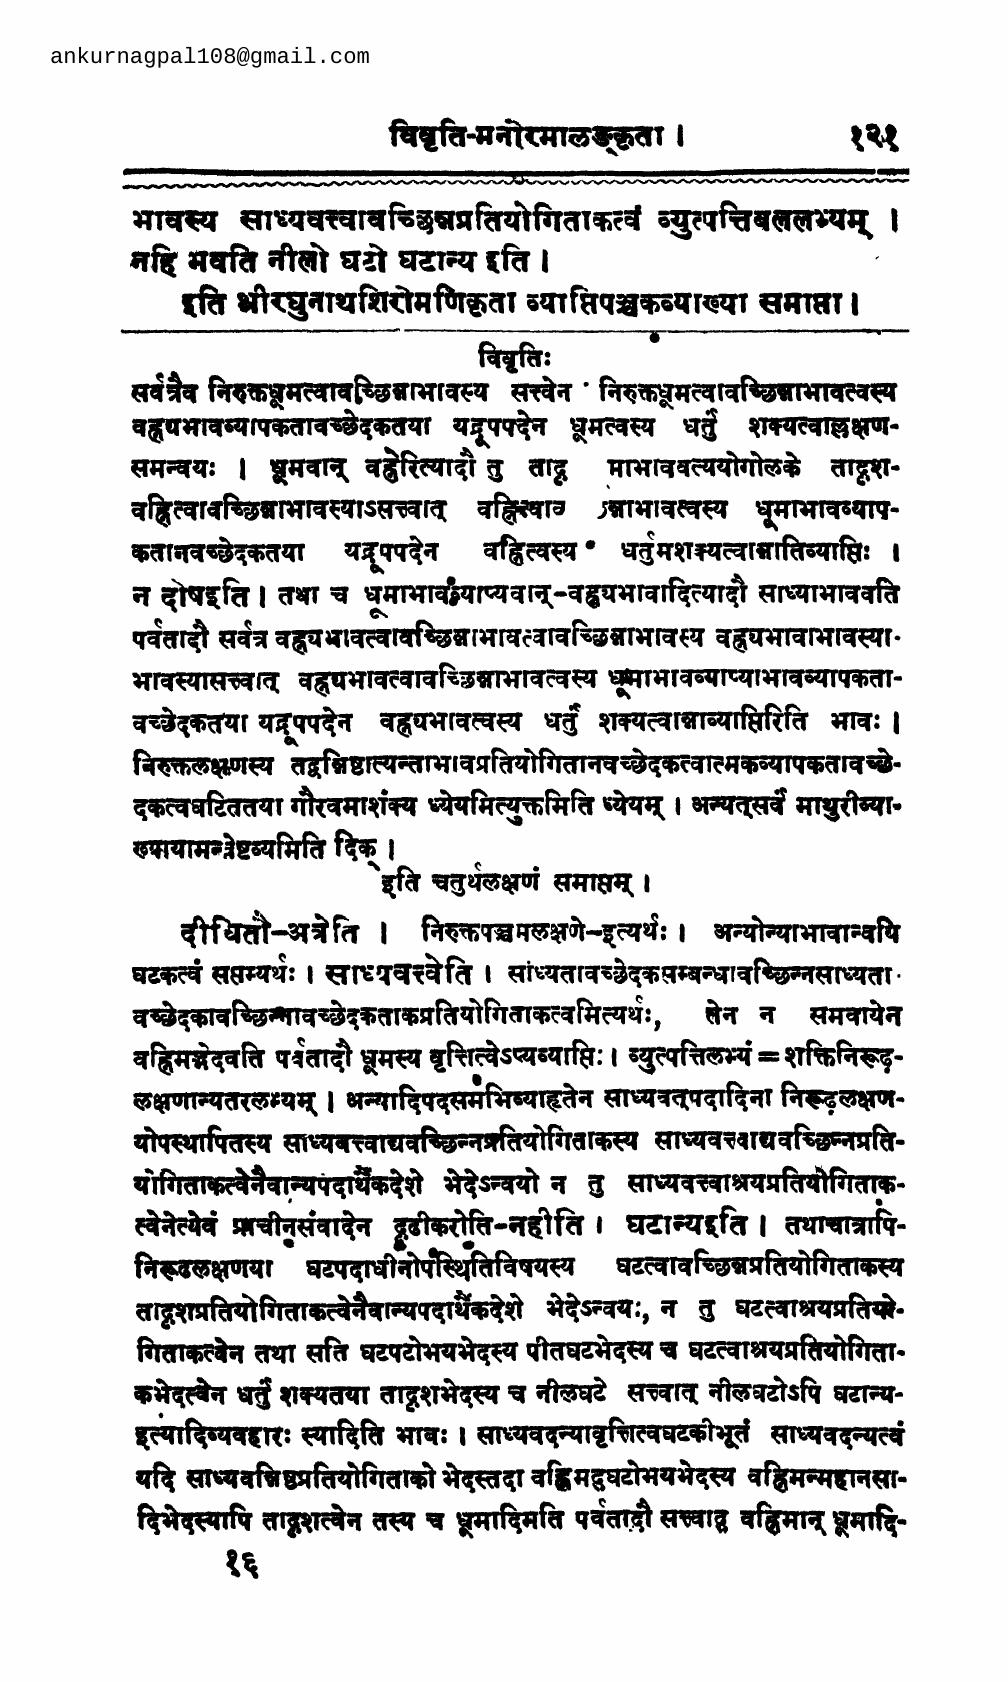 ankurnagpal108@gmail.com
विवृति-मनोरमालङ्कृता । १२१
भावस्य साध्यवत्त्वावच्छिन्नप्रतियोगिताकत्वं व्युत्पत्तिबललभ्यम् ।
नहि भवति नीलो घटो घटान्य इति ।
इति श्रीरघुनाथशिरोमणिकृता व्याप्तिपञ्चकव्याख्या समाप्ता ।
विवृतिः
सर्वत्रैव निरुक्तधूमत्वावच्छिन्नाभावस्य सत्त्वेन निरुक्तधूमत्वावच्छिन्नाभावत्वस्य
वह्न्यभावव्यापकतावच्छेदकतया यद्रूपपदेन धूमत्वस्य धर्तुं शक्यत्वाल्लक्षण-
समन्वयः । धूमवान् वह्नेरित्यादौ तु माभाववत्ययोगोलके तादृश-
वह्नित्वावच्छिन्नाभावस्याऽसत्त्वात् न्नाभावत्वस्य धूमाभावव्याप-
कतानवच्छेदकतया यद्रूपपदेन वह्नित्वस्य धर्तुमशक्यत्वान्नातिव्याप्तिः ।
न दोषइति । तथा च धूमाभावव्याप्यवान्-वह्न्यभावादित्यादौ साध्याभाववति
पर्वतादौ सर्वत्र वह्न्यभावत्वावच्छिन्नाभावत्वावच्छिन्नाभावस्य वह्न्यभावाभावस्या-
भावस्यासत्त्वात् वह्न्यभावत्वावच्छिन्नाभावत्वस्य धूमाभावव्याप्याभावव्यापकता-
वच्छेदकतया यद्रूपपदेन वह्न्यभावत्वस्य धर्तुं शक्यत्वान्नाव्याप्तिरिति भावः ।
निरुक्तलक्षणस्य तद्वन्निष्ठात्यन्ताभावप्रतियोगितानवच्छेदकत्वात्मकव्यापकतावच्छे-
दकत्वघटिततया गौरवमाशंक्य ध्येयमित्युक्तमिति ध्येयम् । अन्यत्सर्वं माथुरीव्या-
ख्यायामन्वेष्टव्यमिति दिक् ।
इति चतुर्थलक्षणं समाप्तम् ।
दीधितौ-अत्रेति । निरुक्तपञ्चमलक्षणे-इत्यर्थः । अन्योन्याभावान्वयि
घटकत्वं सप्तम्यर्थः । साध्यवत्त्वेति । साध्यतावच्छेदकसम्बन्धावच्छिन्नसाध्यता-
वच्छेदकावच्छिन्नावच्छेदकताकप्रतियोगिताकत्वमित्यर्थः, तेन न समवायेन
वह्निमद्भेदवति पर्वतादौ धूमस्य वृत्तित्वेऽप्यव्याप्तिः । व्युत्पत्तिलभ्यं = शक्तिनिरूढ़-
लक्षणान्यतरलभ्यम् । अन्यादिपदसमभिव्याहृतेन साध्यवत्पदादिना निरूढ़लक्षण-
योपस्थापितस्य साध्यवत्त्वाद्यवच्छिन्नप्रतियोगिताकस्य साध्यवत्त्वाद्यवच्छिन्नप्रति-
योगिताकत्वेनैवान्यपदार्थैकदेशे भेदेऽन्वयो न तु साध्यवत्त्वाश्रयप्रतियोगिताक-
त्वेनेत्येवं प्राचीनसंवादेन द्रढीकरोति-नहीति । घटान्यइति । तथाचात्रापि-
निरूढलक्षणया घटपदाधीनोपस्थितिविषयस्य घटत्वावच्छिन्नप्रतियोगिताकस्य
तादृशप्रतियोगिताकत्वेनैवान्यपदार्थैकदेशे भेदेऽन्वयः, न तु घटत्वाश्रयप्रतियो-
गिताकत्वेन तथा सति घटपटोभयभेदस्य पीतघटभेदस्य च घटत्वाश्रयप्रतियोगिता-
कभेदत्वेन धर्तुं शक्यतया तादृशभेदस्य च नीलघटे सत्त्वात् नीलघटोऽपि घटान्य-
इत्यादिव्यवहारः स्यादिति भावः । साध्यवदन्यावृत्तित्वघटकीभूतं साध्यवदन्यत्वं
यदि साध्यवन्निष्ठप्रतियोगिताको भेदस्तदा वह्निमद्घटोभयभेदस्य वह्निमन्महानसा-
दिभेदस्यापि तादृशत्वेन तस्य च धूमादिमति पर्वतादौ सत्त्वाद्व वह्निमान् धूमादि-
१६